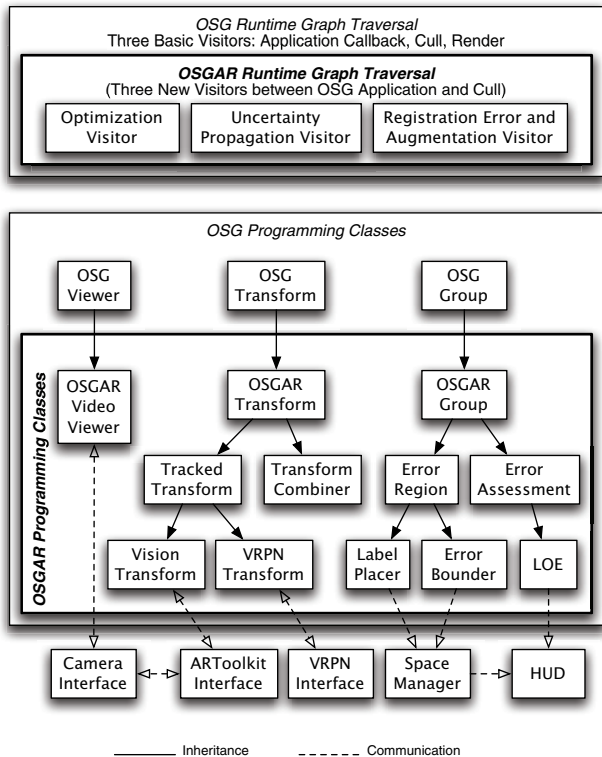 OSG Runtime Graph Traversal
Three Basic Visitors: Application Callback, Cull, Render
OSGAR Runtime Graph Traversal
(Three New Visitors between OSG Application and Cull)
Optimization
Visitor
Uncertainty
Propagation Visitor
Registration Error and
Augmentation Visitor
OSG Programming Classes
OSG
Viewer
OSG
Transform
OSG
Group
OSGAR Programming Classes
OSGAR
Video
Viewer
OSGAR
Transform
OSGAR
Group
Tracked
Transform
Transform
Combiner
Error
Region
Error
Assessment
Vision
Transform
VRPN
Transform
Label
Placer
Error
Bounder
LOE
Camera
Interface
ARToolkit
Interface
VRPN
Interface
Space
Manager
HUD
Inheritance
Communication